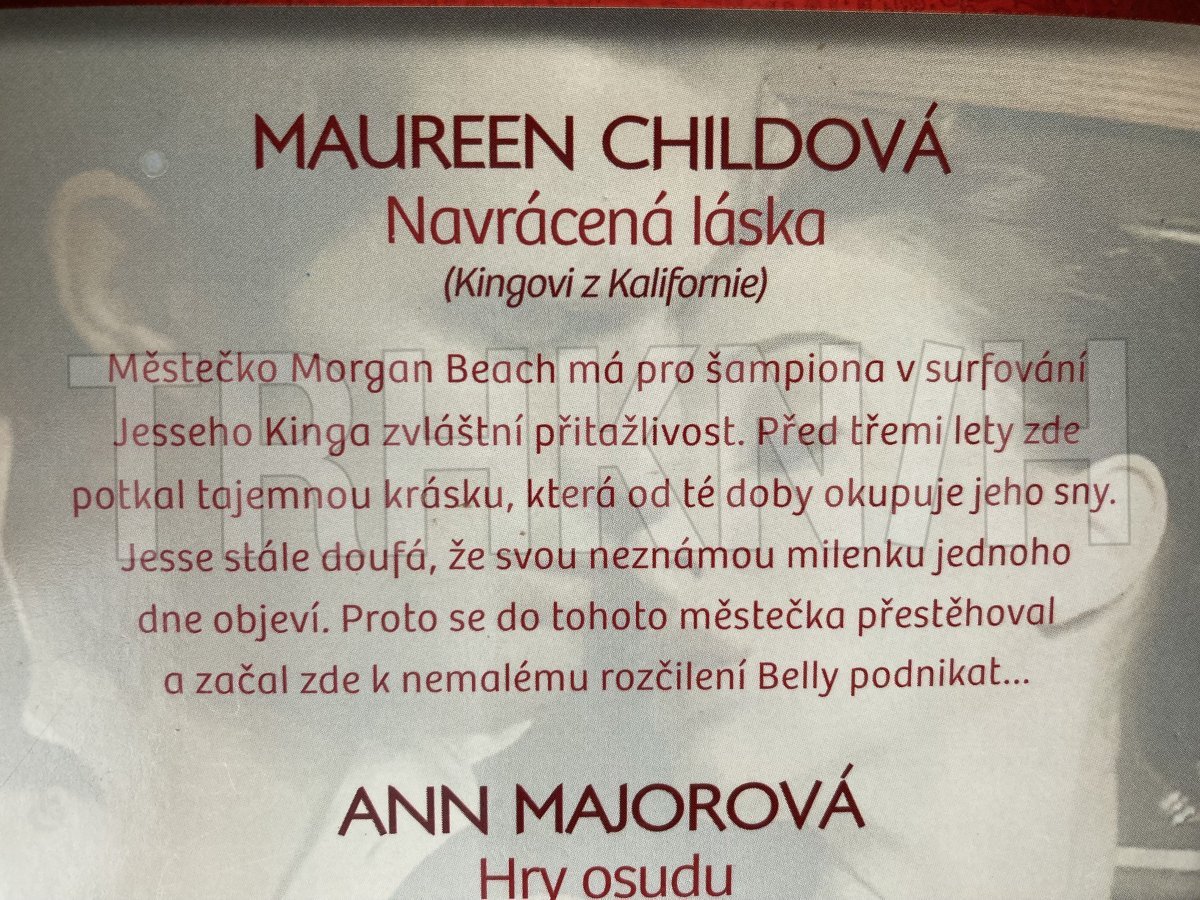 MAUREEN CHILDOVÁ
Navrácená láska
(Kingovi z Kalifornie)
Městečko Morgan Beach má pro šampiona v surfování
Jesseho Kinga zvláštní přitažlivost. Před třemi lety zde
potkal tajemnou krásku, která od té doby okupuje jeho sny.
Jesse stále doufá, že svou neznámou milenku jednoho
dne objeví. Proto se do tohoto městečka přestěhoval
a začal zde k nemalému rozčilení Belly podnikat...
ANN MAJOROVÁ
Hry osudu
TRHKNIH